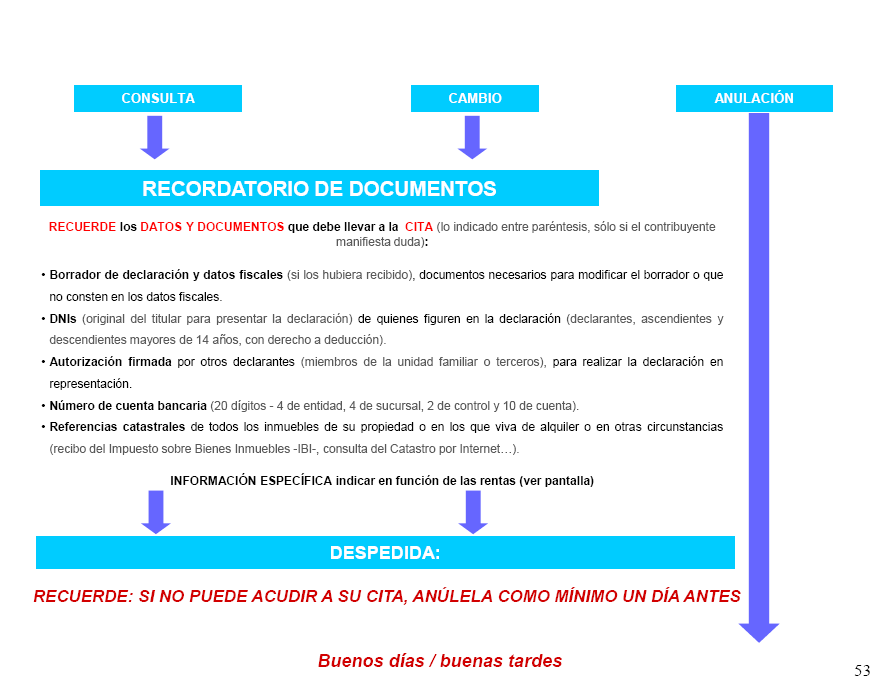 CONSULTA
CAMBIO
ANULACIÓN
RECORDATORIO DE DOCUMENTOS
RECUERDE los DATOS Y DOCUMENTOS que debe llevar a la CITA (lo indicado entre paréntesis, sólo si el contribuyente
manifiesta duda):
• Borrador de declaración y datos fiscales (si los hubiera recibido), documentos necesarios para modificar el borrador o que
no consten en los datos fiscales.
• DNIs (original del titular para presentar la declaración) de quienes figuren en la declaración (declarantes, ascendientes y
descendientes mayores de 14 años, con derecho a deducción).
• Autorización firmada por otros declarantes (miembros de la unidad familiar o terceros), para realizar la declaración en
representación.
• Número de cuenta bancaria (20 dígitos - 4 de entidad, 4 de sucursal, 2 de control y 10 de cuenta).
• Referencias catastrales de todos los inmuebles de su propiedad o en los que viva de alquiler o en otras circunstancias
(recibo del Impuesto sobre Bienes Inmuebles -IBI-, consulta del Catastro por Internet…).
INFORMACIÓN ESPECÍFICA indicar en función de las rentas (ver pantalla)
DESPEDIDA:
RECUERDE: SI NO PUEDE ACUDIR A SU CITA, ANÚLELA COMO MÍNIMO UN DÍA ANTES
Buenos días / buenas tardes
53